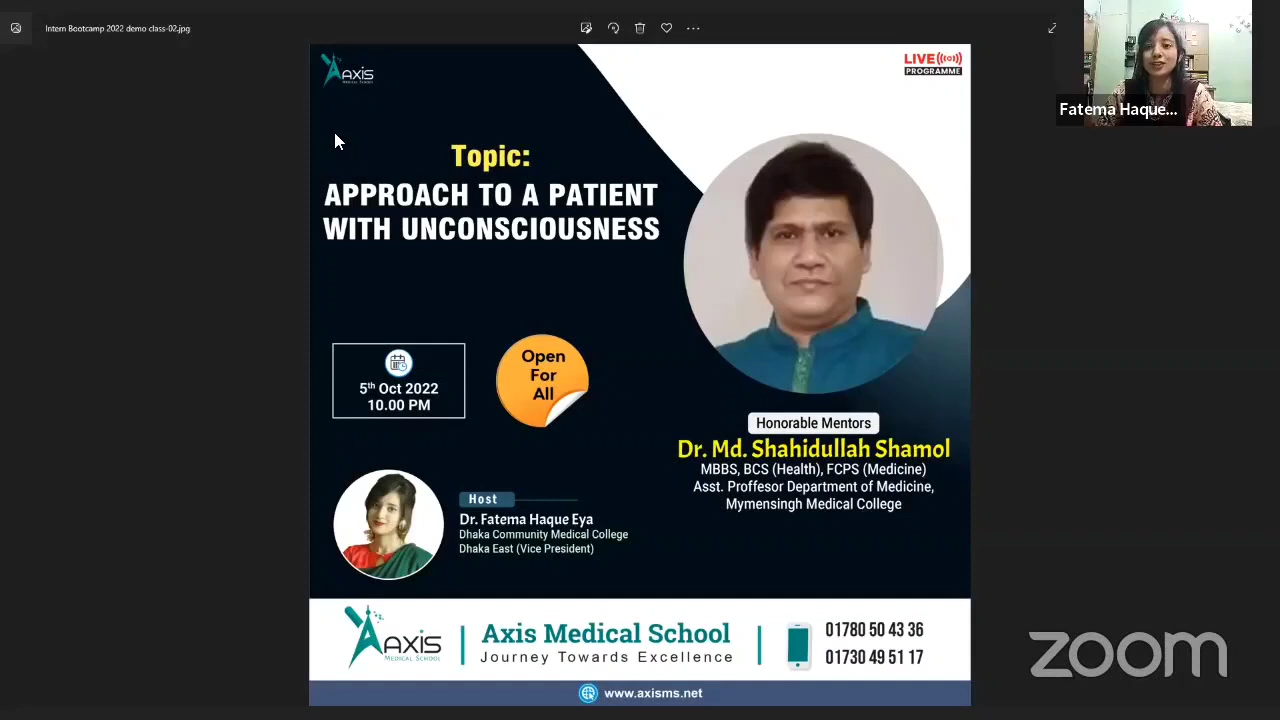 Intern Bootcamp 2022 demo class-02.jpg
AXIS
Medical School
LIVE
PROGRAMME
Fatema Haque...
Topic:
APPROACH TO A PATIENT
WITH UNCONSCIOUSNESS
5th Oct 2022
10.00 PM
Open
For
All
Honorable Mentors
Dr. Md. Shahidullah Shamol
MBBS, BCS (Health), FCPS (Medicine)
Asst. Proffesor Department of Medicine,
Mymensingh Medical College
Host
Dr. Fatema Haque Eya
Dhaka Community Medical College
Dhaka East (Vice President)
AXIS
MEDICAL SCHOOL
Axis Medical School
Journey Towards Excellence
01780 50 43 36
01730 49 51 17
zoom
www.axisms.net